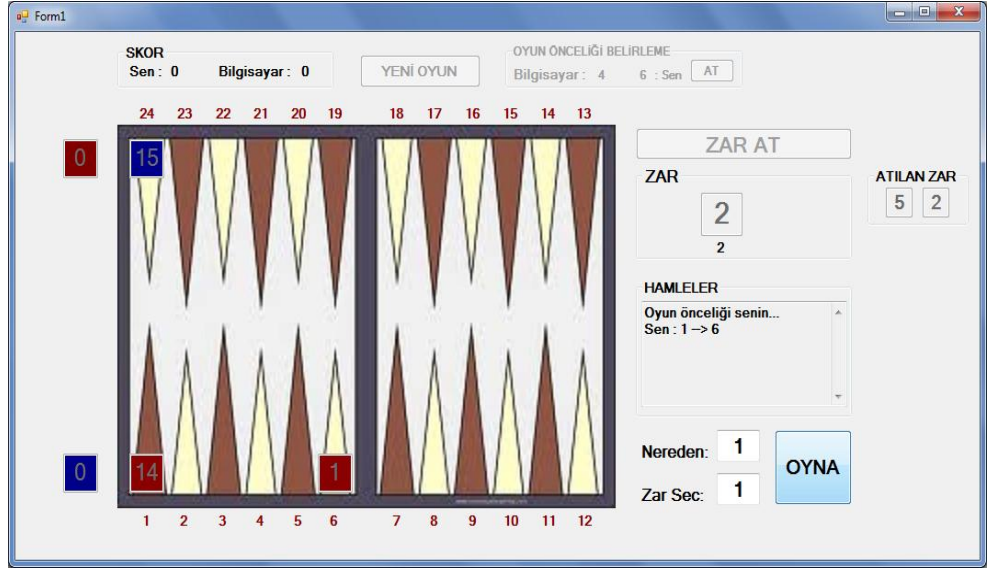 Form1
SKOR
Sen : 0 Bilgisayar : 0
YENİ OYUN
OYUN ÖNCELİĞİ BELİRLEME
Bilgisayar : 4 6 : Sen AT
24 23 22 21 20 19 18 17 16 15 14 13
0 15
ZAR AT
ZAR
2
2
ATILAN ZAR
5 2
HAMLELER
Oyun önceliği senin...
Sen : 1 --> 6
0 14 1
1 2 3 4 5 6 7 8 9 10 11 12
Nereden: 1
Zar Sec: 1
OYNA